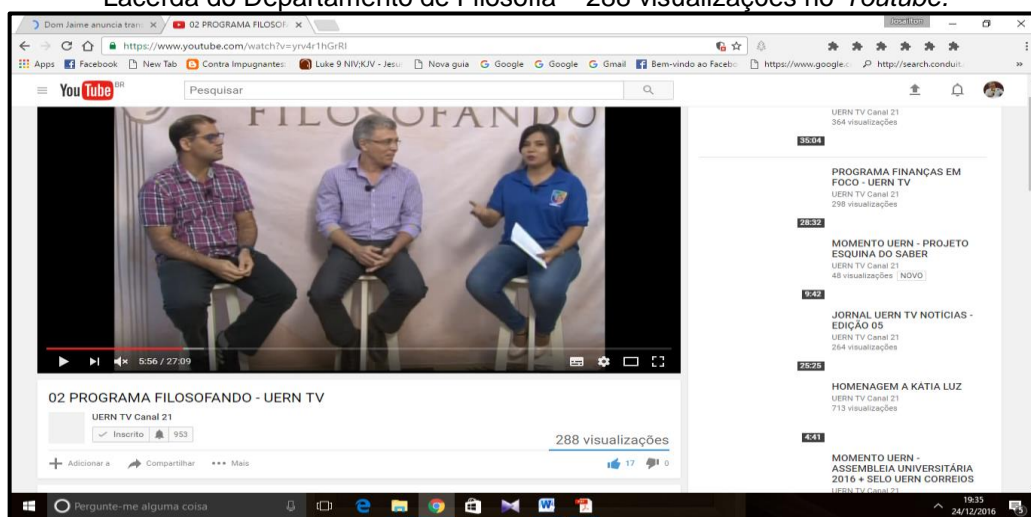 Lacerda do Departamento de Filosofia – 288 visualizações no Youtube.
Dom Jaime anuncia tran
02 PROGRAMA FILOSOF
Josailton
https://www.youtube.com/watch?v=yrv4r1hGrRI
Apps Facebook New Tab Contra Impugnantes: Luke 9 NIV;KJV - Jesu Nova guia Google Google Gmail Bem-vindo ao Facebo https://www.google.c http://search.conduit.
YouTube BR
Pesquisar
FILOSOFANDO
5:56 / 27:09
02 PROGRAMA FILOSOFANDO - UERN TV
UERN TV Canal 21
Inscrito 953
288 visualizações
Adicionar a Compartilhar Mais 17 0
UERN TV Canal 21
364 visualizações
35:04
PROGRAMA FINANÇAS EM
FOCO - UERN TV
UERN TV Canal 21
298 visualizações
28:32
MOMENTO UERN - PROJETO
ESQUINA DO SABER
UERN TV Canal 21
48 visualizações NOVO
9:42
JORNAL UERN TV NOTÍCIAS -
EDIÇÃO 05
UERN TV Canal 21
264 visualizações
25:25
HOMENAGEM A KÁTIA LUZ
UERN TV Canal 21
713 visualizações
4:41
MOMENTO UERN -
ASSEMBLEIA UNIVERSITÁRIA
2016 + SELO UERN CORREIOS
UERN TV Canal 21
Pergunte-me alguma coisa
19:35
24/12/2016